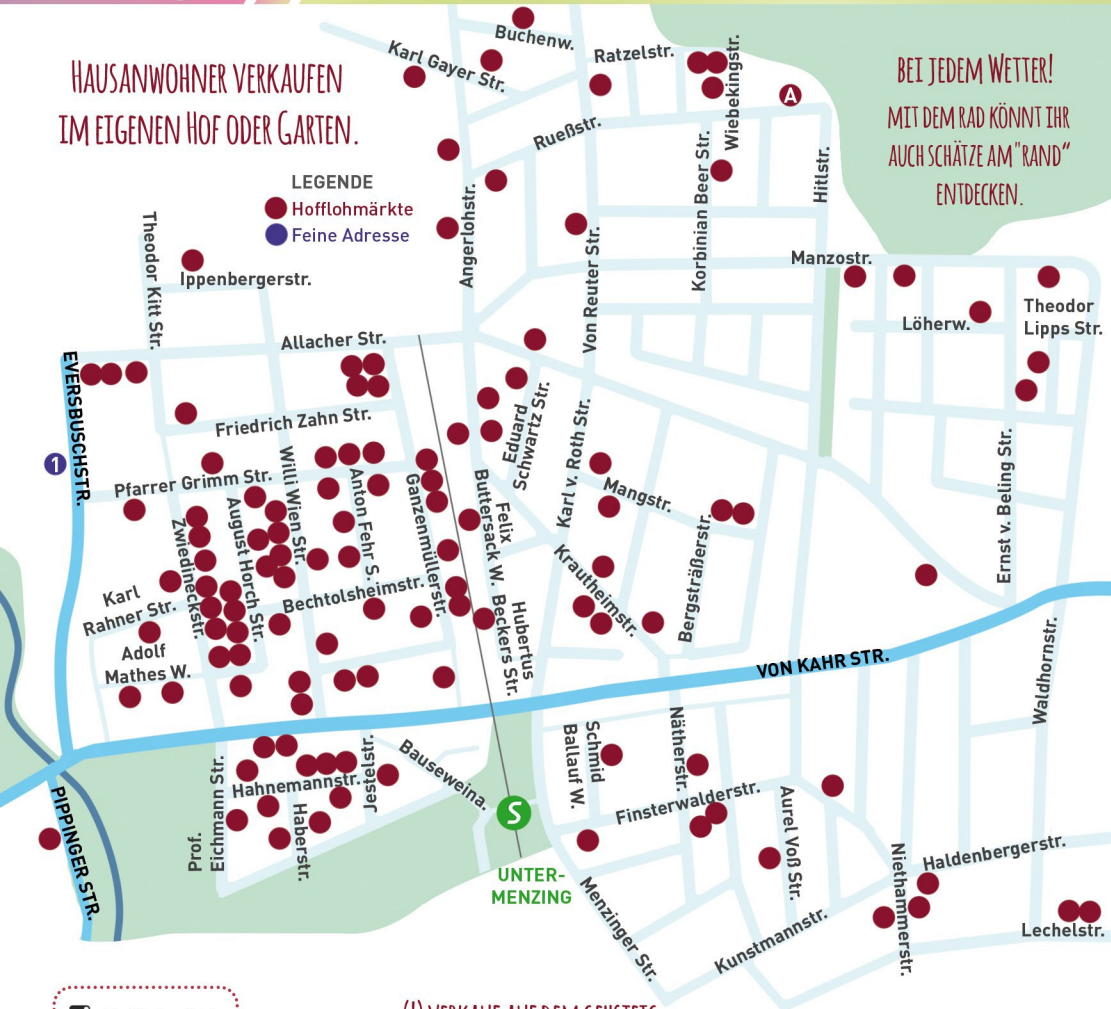 HAUSANWOHNER VERKAUFEN
IM EIGENEN HOF ODER GARTEN.
BEI JEDEM WETTER!
MIT DEM RAD KÖNNT IHR
AUCH SCHÄTZE AM "RAND“
ENTDECKEN.
LEGENDE
Hofflohmärkte
Feine Adresse
Buchenw.
Karl Gayer Str.
Ratzelstr.
Wiebekingstr.
A
Rueßstr.
Korbinian Beer Str.
Hitlstr.
Angerlohstr.
Von Reuter Str.
Theodor Kitt Str.
Ippenbergerstr.
Manzostr.
Löherw.
Theodor
Lipps Str.
Allacher Str.
EVERSBUSCHSTR.
Friedrich Zahn Str.
Eduard
Schwartz Str.
Karl v. Roth Str.
1
Pfarrer Grimm Str.
Willi Wien Str.
Anton Fehr S.
Ganzenmüllerstr.
Felix
Buttersack W.
Mangstr.
Ernst v. Beling Str.
Zwiedineckstr.
August Horch Str.
Krautheimstr.
Bergsträßerstr.
Karl
Rahner Str.
Bechtolsheimstr.
Hubertus
Beckers Str.
Adolf
Mathes W.
VON KAHR STR.
Waldhornstr.
Prof.
Eichmann Str.
Hahnemannstr.
Haberstr.
Jestelstr.
Bauseweina.
Schmid
Ballauf W.
Nätherstr.
Finsterwalderstr.
Aurel Voß Str.
PIPPINGER STR.
S
UNTER-
MENZING
Menzinger Str.
Kunstmannstr.
Niethammerstr.
Haldenbergerstr.
Lechelstr.